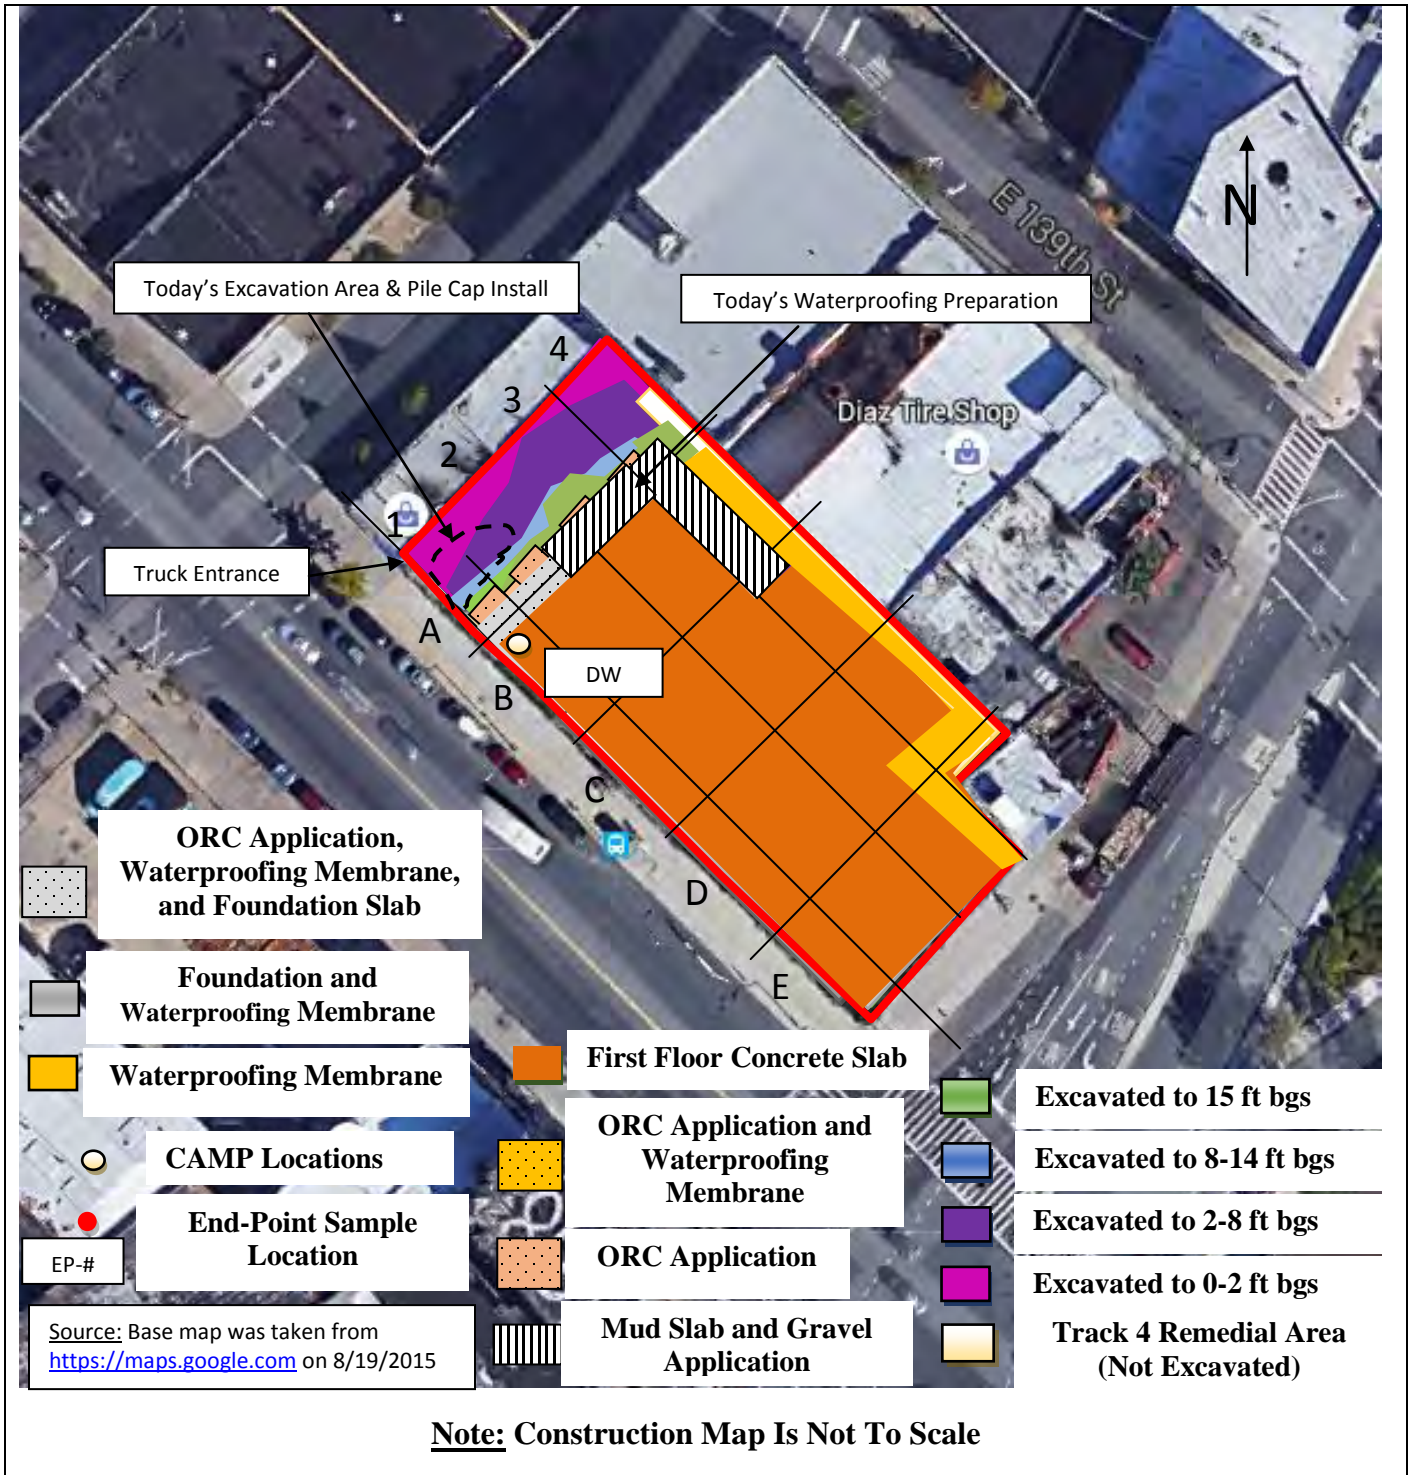 E 139th St
N
Today's Excavation Area & Pile Cap Install
Today's Waterproofing Preparation
4
3
Diaz Tire Shop
2
1
Truck Entrance
A
DW
B
C
D
E
ORC Application,
Waterproofing Membrane,
and Foundation Slab
Foundation and
Waterproofing Membrane
Waterproofing Membrane
CAMP Locations
End-Point Sample
Location
EP-#
First Floor Concrete Slab
ORC Application and
Waterproofing
Membrane
ORC Application
Mud Slab and Gravel
Application
Excavated to 15 ft bgs
Excavated to 8-14 ft bgs
Excavated to 2-8 ft bgs
Excavated to 0-2 ft bgs
Track 4 Remedial Area
(Not Excavated)
Source: Base map was taken from
https://maps.google.com on 8/19/2015
Note: Construction Map Is Not To Scale